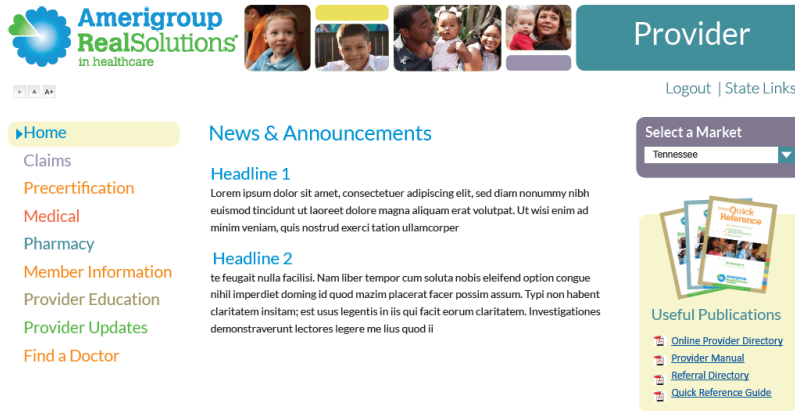 Amerigroup
RealSolutions
in healthcare
Provider
Logout | State Links
A A+
Home
Claims
Precertification
Medical
Pharmacy
Member Information
Provider Education
Provider Updates
Find a Doctor
News & Announcements
Headline 1
Lorem ipsum dolor sit amet, consectetuer adipiscing elit, sed diam nonummy nibh
euismod tincidunt ut laoreet dolore magna aliquam erat volutpat. Ut wisi enim ad
minim veniam, quis nostrud exerci tation ullamcorper
Headline 2
te feugait nulla facilisi. Nam liber tempor cum soluta nobis eleifend option congue
nihil imperdiet doming id quod mazim placerat facer possim assum. Typi non habent
claritatem insitam; est usus legentis in iis qui facit eorum claritatem. Investigationes
demonstraverunt lectores legere me lius quod ii
Select a Market
Tennessee
Quick
Reference
Useful Publications
Online Provider Directory
Provider Manual
Referral Directory
Quick Reference Guide